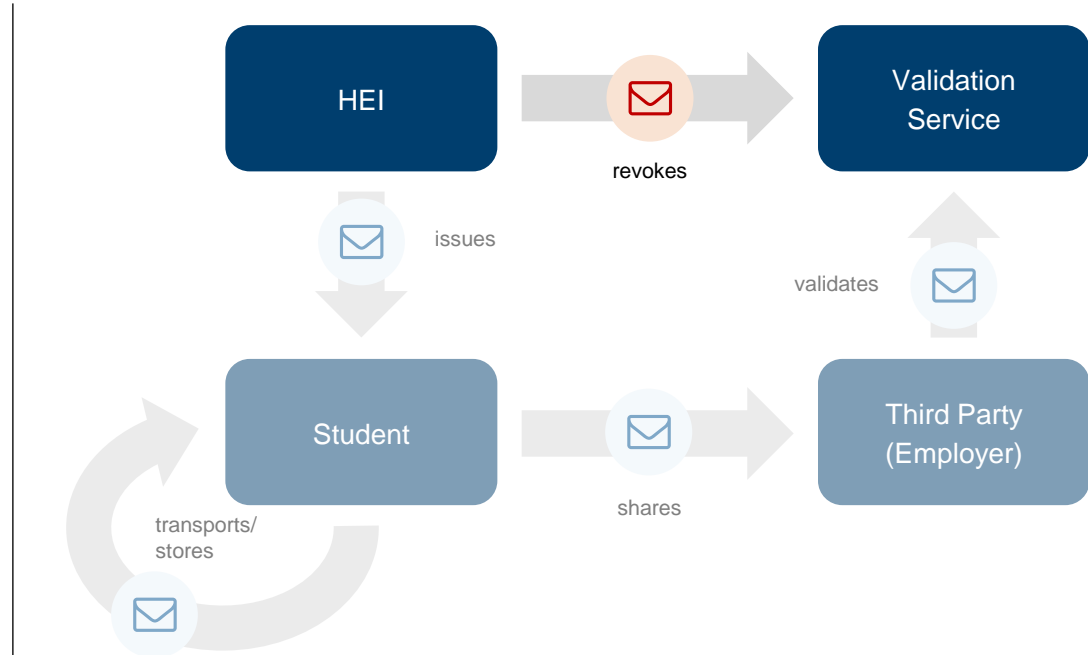 HEI
Validation
Service
revokes
issues
validates
Student
Third Party
(Employer)
shares
transports/
stores